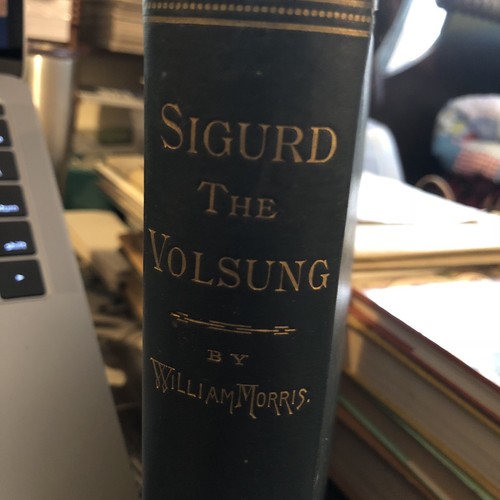 SIGURD
THE
VOLSUNG
BY
WILLIAM MORRIS.